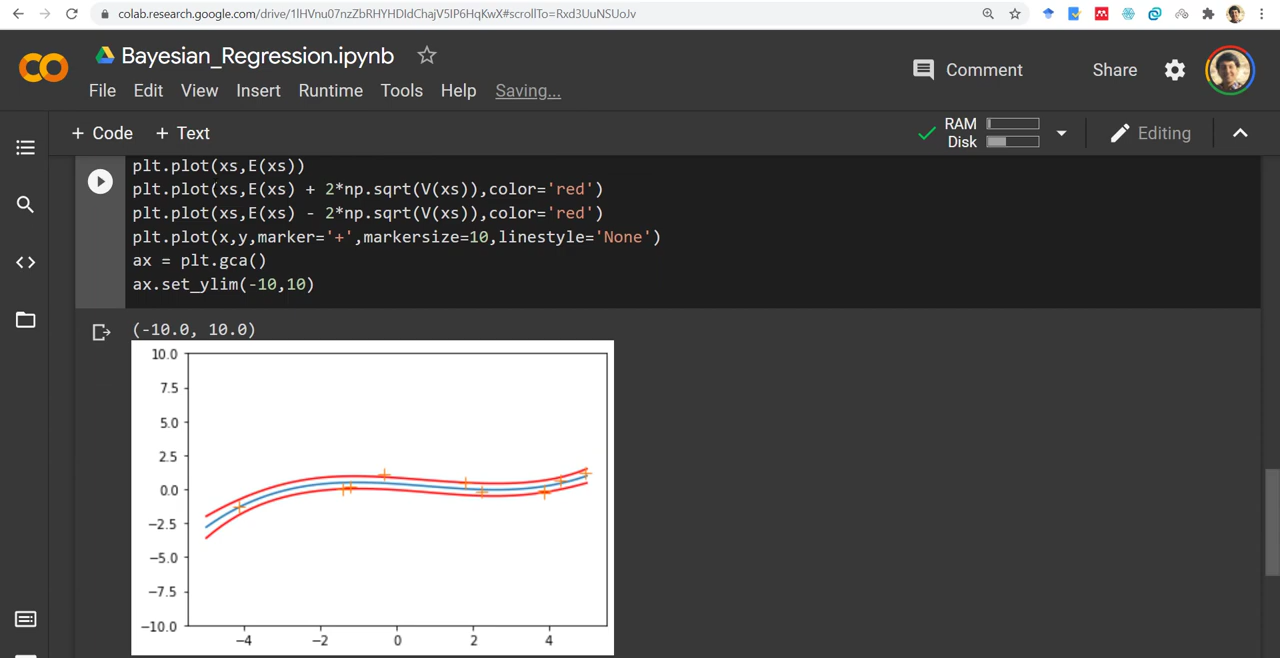 colab.research.google.com/drive/1lHVnu07nzZbRHYHDIdChajV5IP6HqKwX#scrollTo=Rxd3UuNSUoJv
Bayesian_Regression.ipynb
Comment
Share
File Edit View Insert Runtime Tools Help Saving...
+ Code + Text
RAM
Disk
Editing
plt.plot(xs,E(xs))
plt.plot(xs,E(xs) + 2*np.sqrt(V(xs)),color='red')
plt.plot(xs,E(xs) - 2*np.sqrt(V(xs)),color='red')
plt.plot(x,y,marker='+',markersize=10,linestyle='None')
ax = plt.gca()
ax.set_ylim(-10,10)
(-10.0, 10.0)
10.0
7.5
5.0
2.5
0.0
−2.5
−5.0
−7.5
−10.0
−4 −2 0 2 4